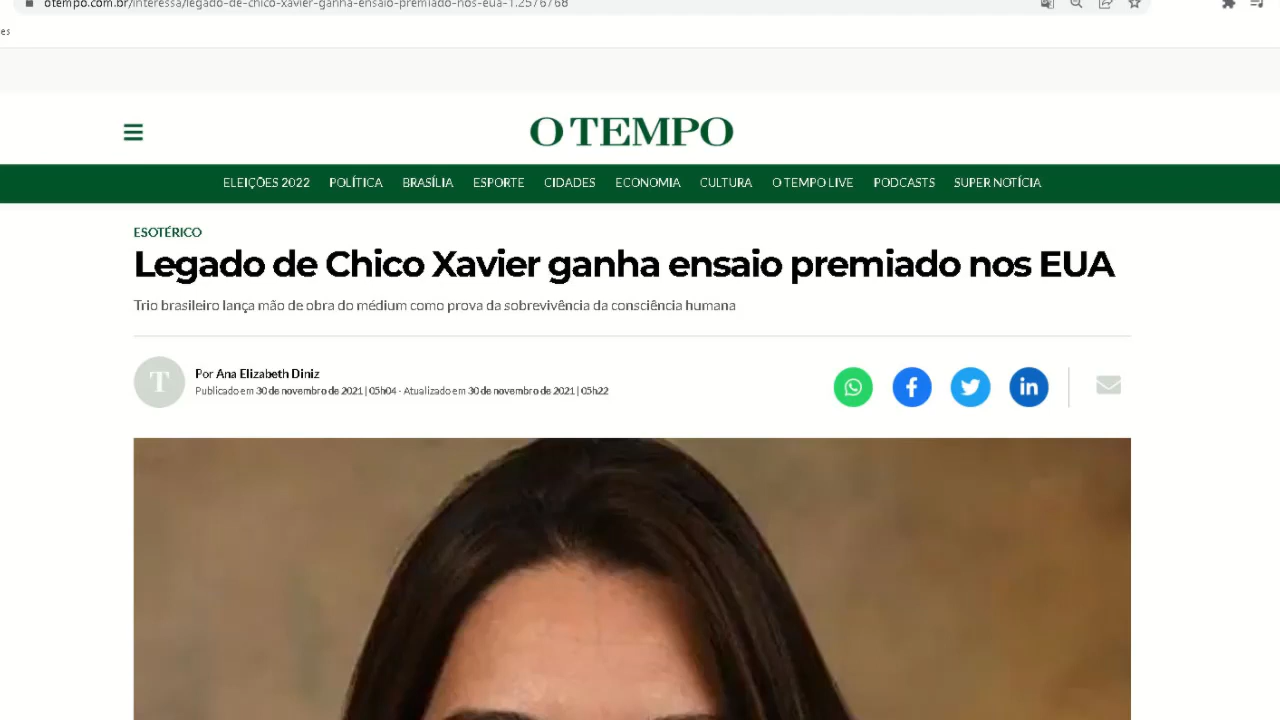 otempo.com.br/interessa/legado-de-chico-xavier-ganha-ensaio-premiado-nos-eua-1.2576768
es
O TEMPO
ELEIÇÕES 2022 POLÍTICA BRASÍLIA ESPORTE CIDADES ECONOMIA CULTURA O TEMPO LIVE PODCASTS SUPER NOTÍCIA
ESOTÉRICO
Legado de Chico Xavier ganha ensaio premiado nos EUA
Trio brasileiro lança mão de obra do médium como prova da sobrevivência da consciência humana
T
Por Ana Elizabeth Diniz
Publicado em 30 de novembro de 2021 | 05h04 - Atualizado em 30 de novembro de 2021 | 05h22